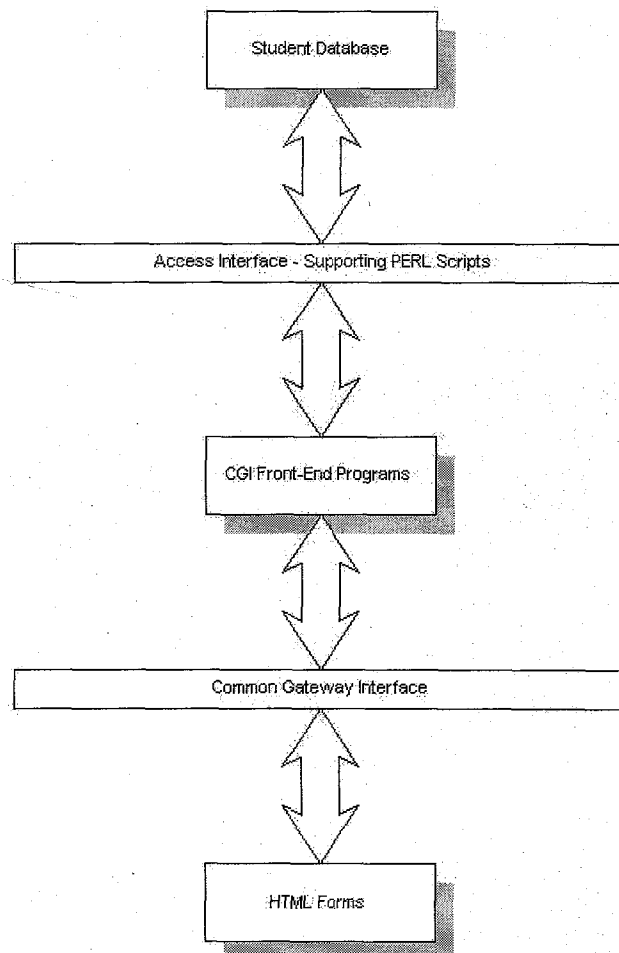 Student Database
Access Interface - Supporting PERL Scripts
CGI Front-End Programs
Common Gateway Interface
HTML Forms